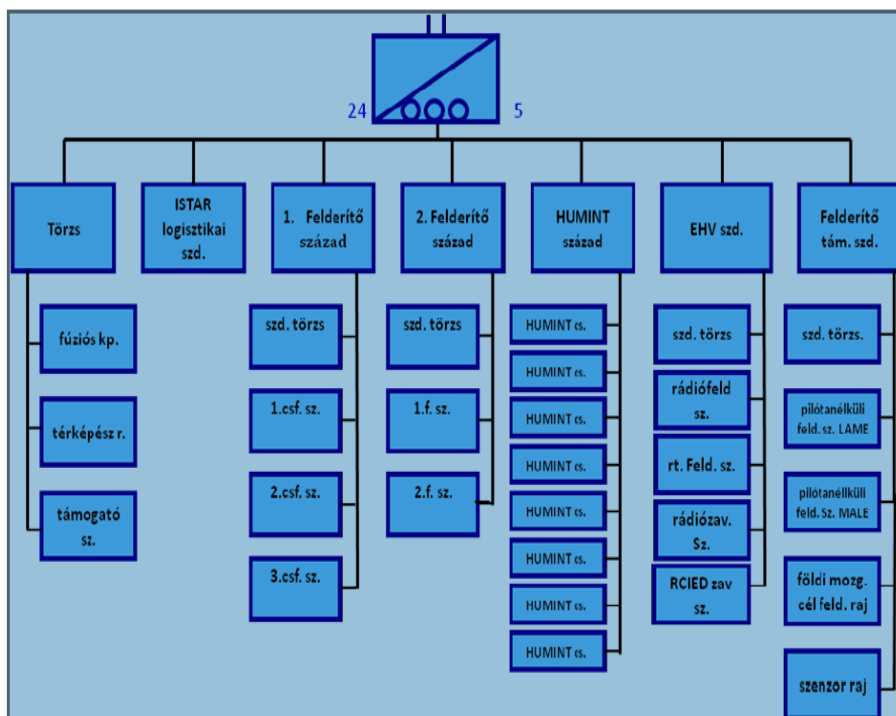 24
5
Törzs
ISTAR
logisztikai
szd.
1. Felderítő
század
2. Felderítő
század
HUMINT
század
EHV szd.
Felderítő
tám. szd.
fúziós kp.
térképész r.
támogató
sz.
szd. törzs
1.csf. sz.
2.csf. sz.
3.csf. sz.
szd. törzs
1.f. sz.
2.f. sz.
HUMINT cs.
HUMINT cs.
HUMINT cs.
HUMINT cs.
HUMINT cs.
HUMINT cs.
HUMINT cs.
HUMINT cs.
szd. törzs
rádiófeld
sz.
rt. Feld. sz.
rádiózav.
Sz.
RCIED zav
sz.
szd. törzs.
pilótanélküli
feld. sz. LAME
pilótanéllküli
feld. Sz. MALE
földi mozg.
cél feld. raj
szenzor raj